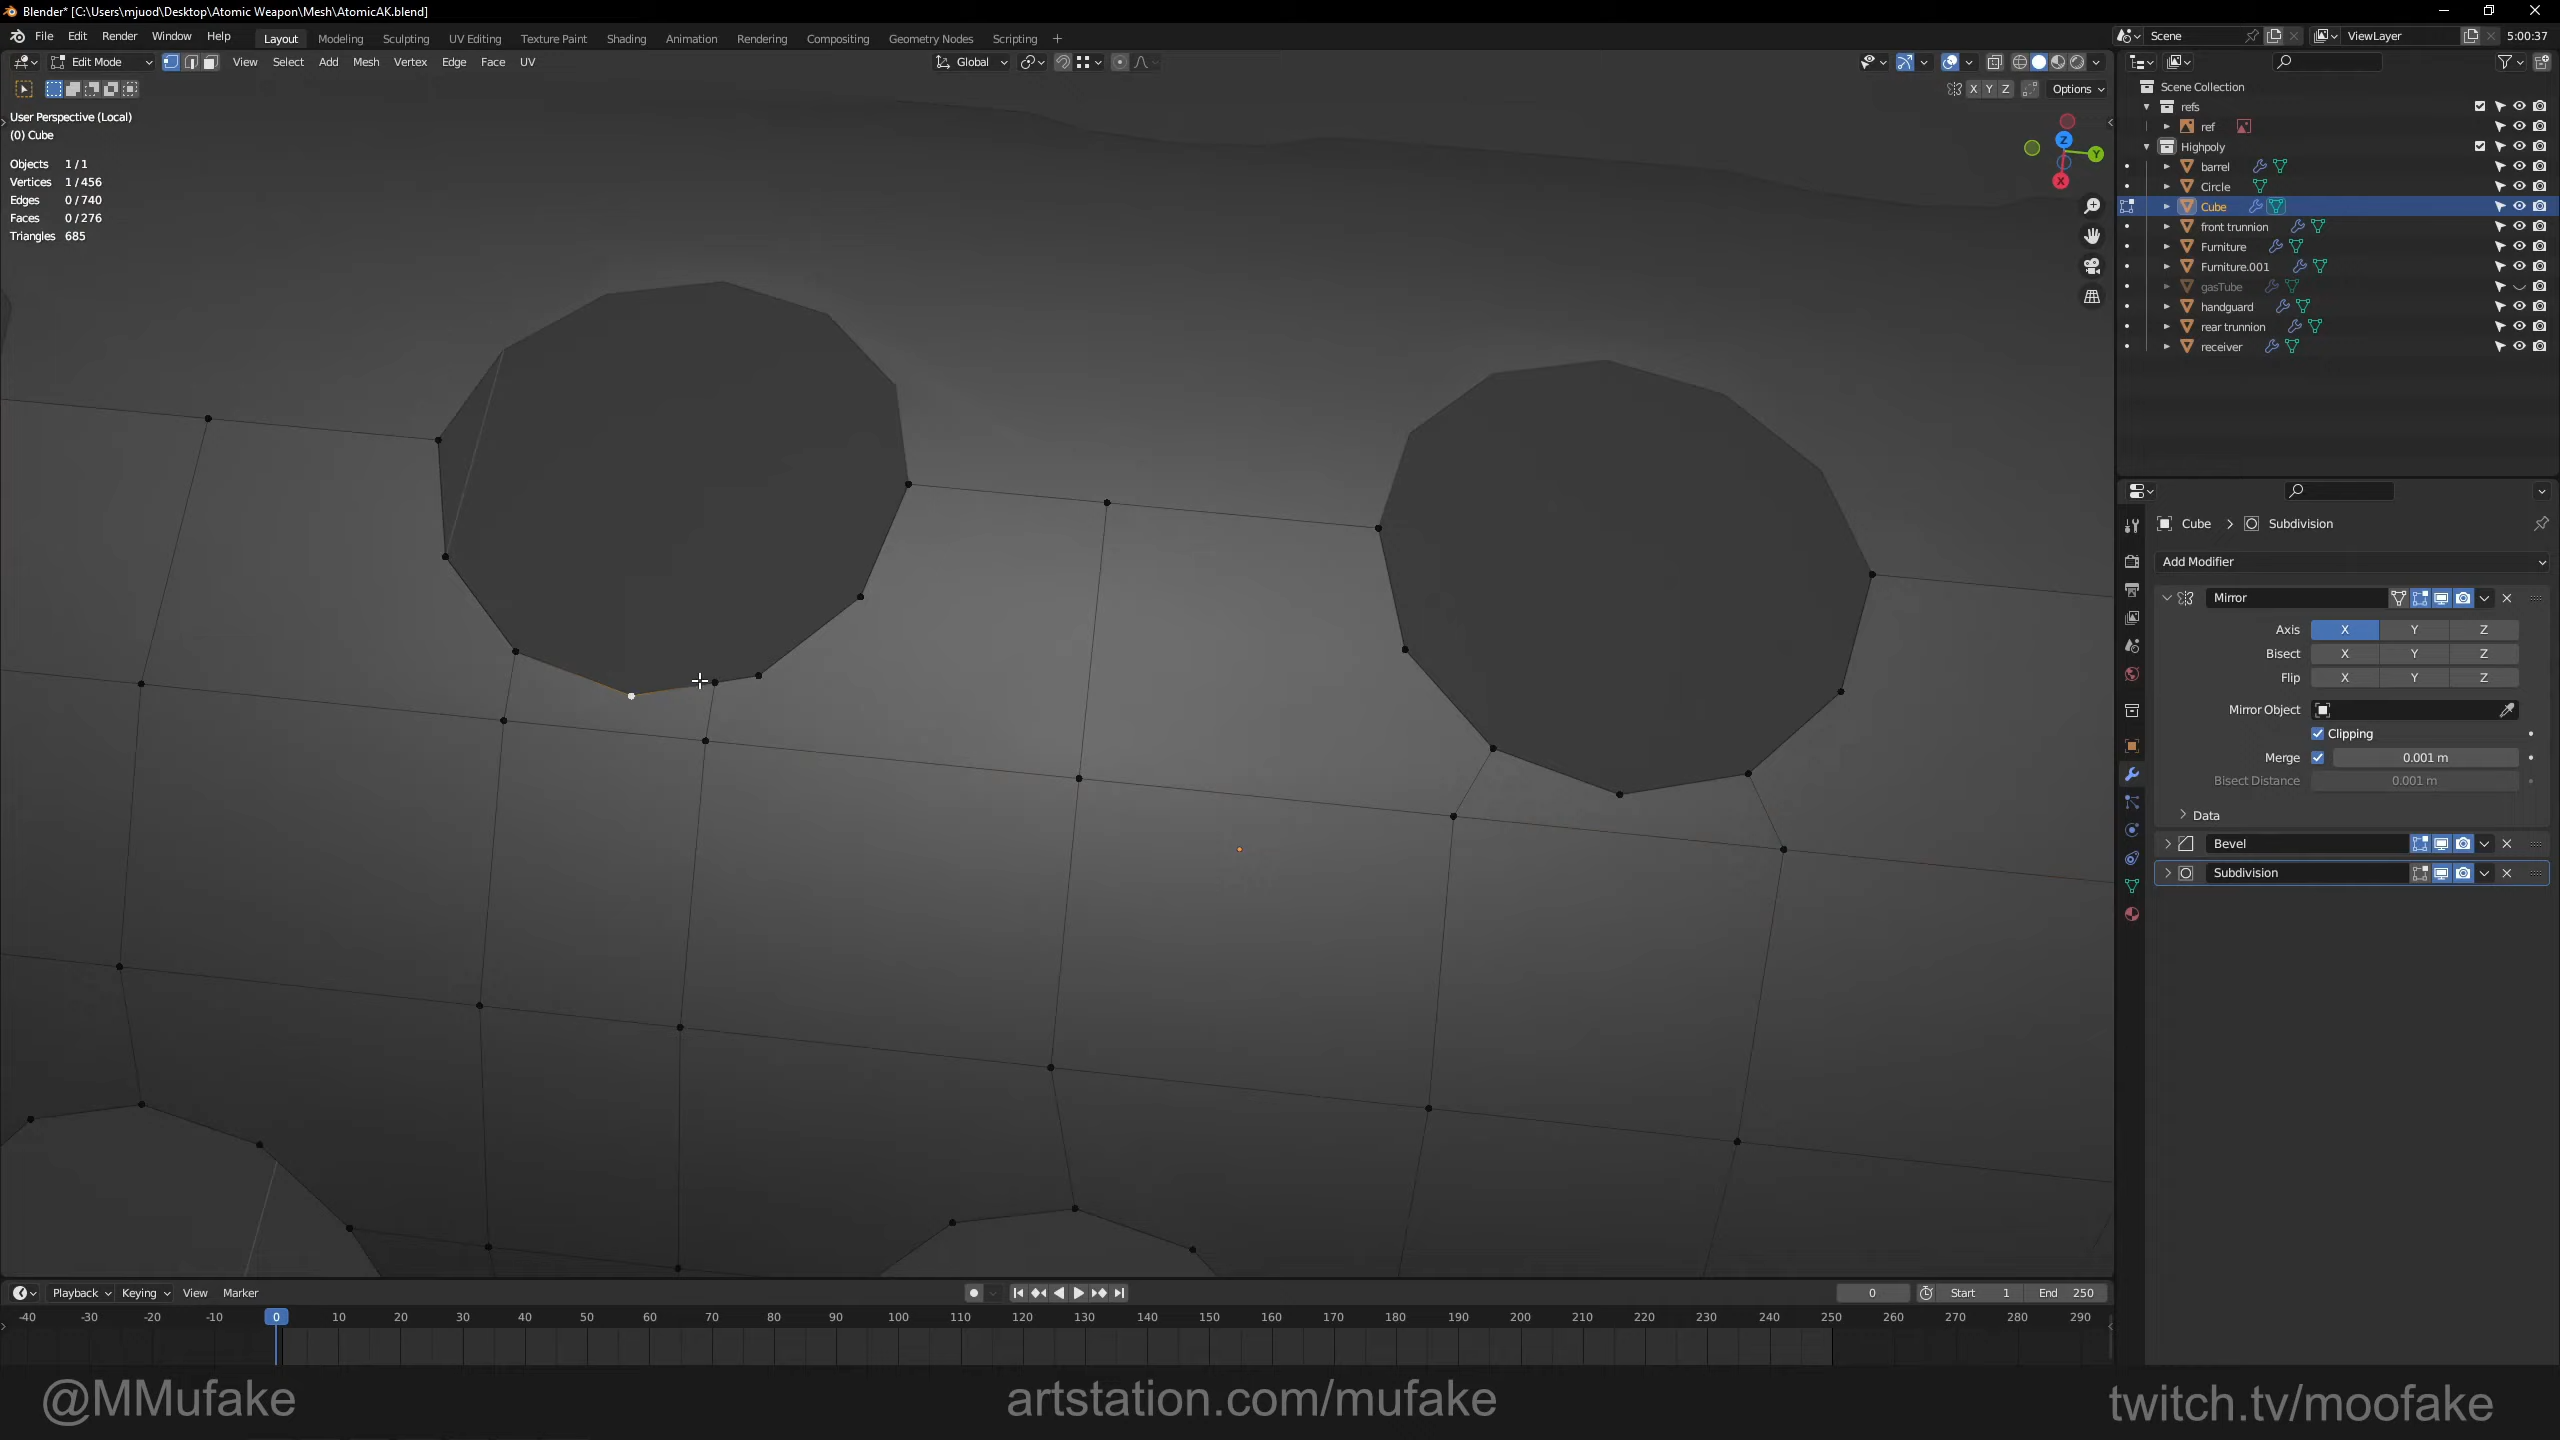 Blender* [C:\Users\mjuod\Desktop\Atomic Weapon\Mesh\AtomicAK.blend]
File Edit Render Window Help Layout Modeling Sculpting UV Editing Texture Paint Shading Animation Rendering Compositing Geometry Nodes Scripting + Scene ViewLayer 5:00:37
Edit Mode View Select Add Mesh Vertex Edge Face UV Global
X Y Z Options
User Perspective (Local)
(0) Cube
Objects 1 / 1
Vertices 1 / 456
Edges 0 / 740
Faces 0 / 276
Triangles 685
Z
Y
X
Scene Collection
refs
ref
Highpoly
barrel
Circle
Cube
front trunnion
Furniture
Furniture.001
gasTube
handguard
rear trunnion
receiver
Cube > Subdivision
Add Modifier
Mirror
Axis X Y Z
Bisect X Y Z
Flip X Y Z
Mirror Object
Clipping
Merge 0.001 m
Bisect Distance 0.001 m
Data
Bevel
Subdivision
Playback Keying View Marker 0 Start 1 End 250
-40 -30 -20 -10 0 10 20 30 40 50 60 70 80 90 100 110 120 130 140 150 160 170 180 190 200 210 220 230 240 250 260 270 280 290
@MMufake artstation.com/mufake twitch.tv/moofake